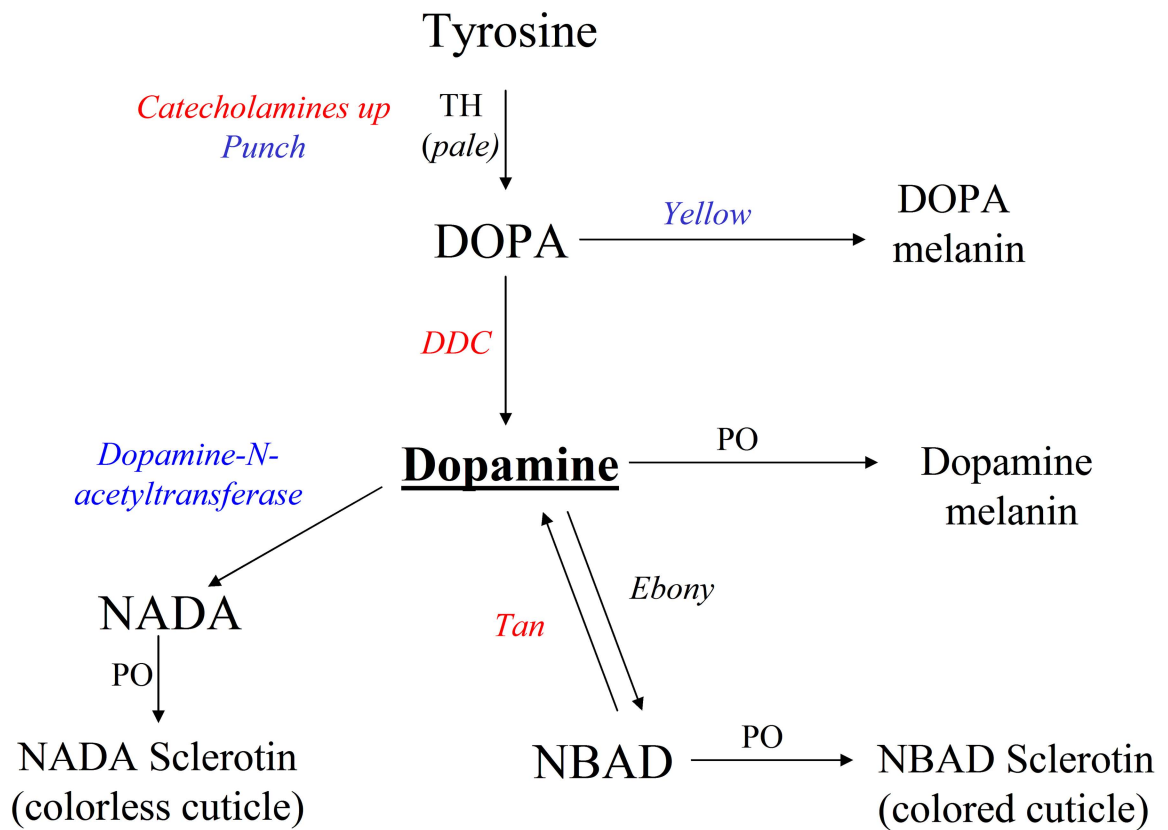 Tyrosine
Catecholamines up
Punch
TH
(pale)
DOPA
Yellow
DOPA
melanin
DDC
Dopamine-N-
acetyltransferase
Dopamine
PO
Dopamine
melanin
NADA
Tan
Ebony
PO
NADA Sclerotin
(colorless cuticle)
NBAD
PO
NBAD Sclerotin
(colored cuticle)